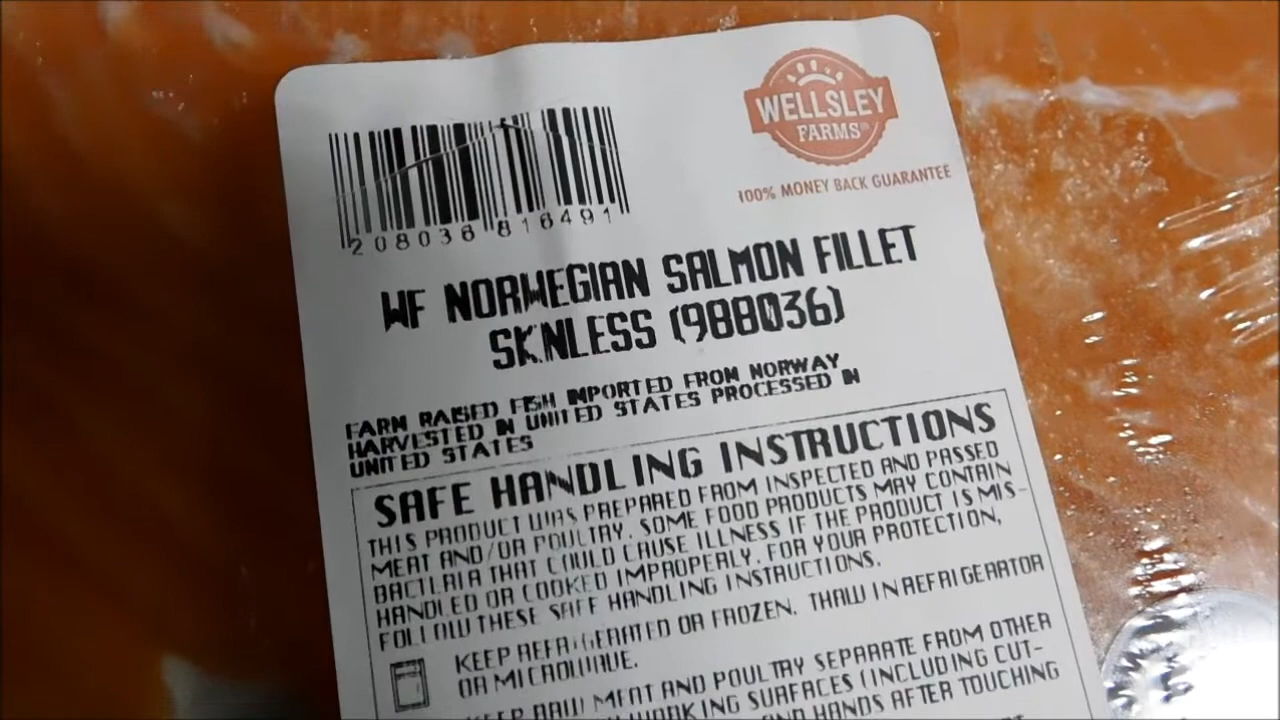 WELLSLEY
FARMS®
100% MONEY BACK GUARANTEE
2 08036 816491
WF NORWEGIAN SALMON FILLET
SKNLESS (988036)
FARM RAISED FISH IMPORTED FROM NORWAY
HARVESTED IN UNITED STATES PROCESSED IN
UNITED STATES
SAFE HANDLING INSTRUCTIONS
THIS PRODUCT WAS PREPARED FROM INSPECTED AND PASSED
MEAT AND/OR POULTRY. SOME FOOD PRODUCTS MAY CONTAIN
BACTERIA THAT COULD CAUSE ILLNESS IF THE PRODUCT IS MIS-
HANDLED OR COOKED IMPROPERLY. FOR YOUR PROTECTION,
FOLLOW THESE SAFE HANDLING INSTRUCTIONS.
KEEP REFRIGERATED OR FROZEN. THAW IN REFRIGERATOR
OR MICROWAVE.
KEEP RAW MEAT AND POULTRY SEPARATE FROM OTHER
WORKING SURFACES (INCLUDING CUT-
AND HANDS AFTER TOUCHING